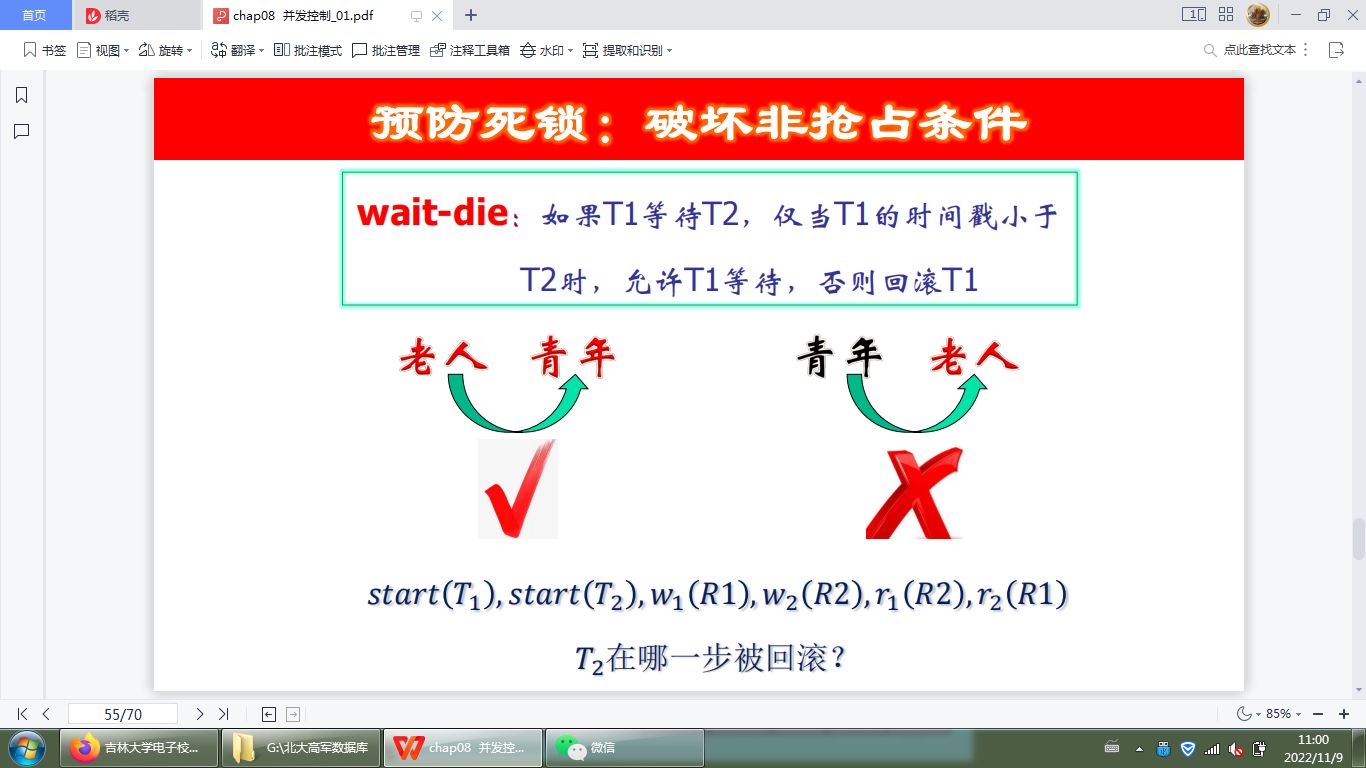 首页
稻壳
chap08 并发控制_01.pdf
书签 视图 旋转 翻译 批注模式 批注管理 注释工具箱 水印 提取和识别 点此查找文本
预防死锁：破坏非抢占条件
wait-die：如果T1等待T2，仅当T1的时间戳小于
T2时，允许T1等待，否则回滚T1
老人 青年 青年 老人
start(T₁), start(T₂), w₁(R1), w₂(R2), r₁(R2), r₂(R1)
T₂在哪一步被回滚？
55/70
85%
吉林大学电子校...
G:\北大高军数据库
chap08 并发控...
微信
11:00
2022/11/9